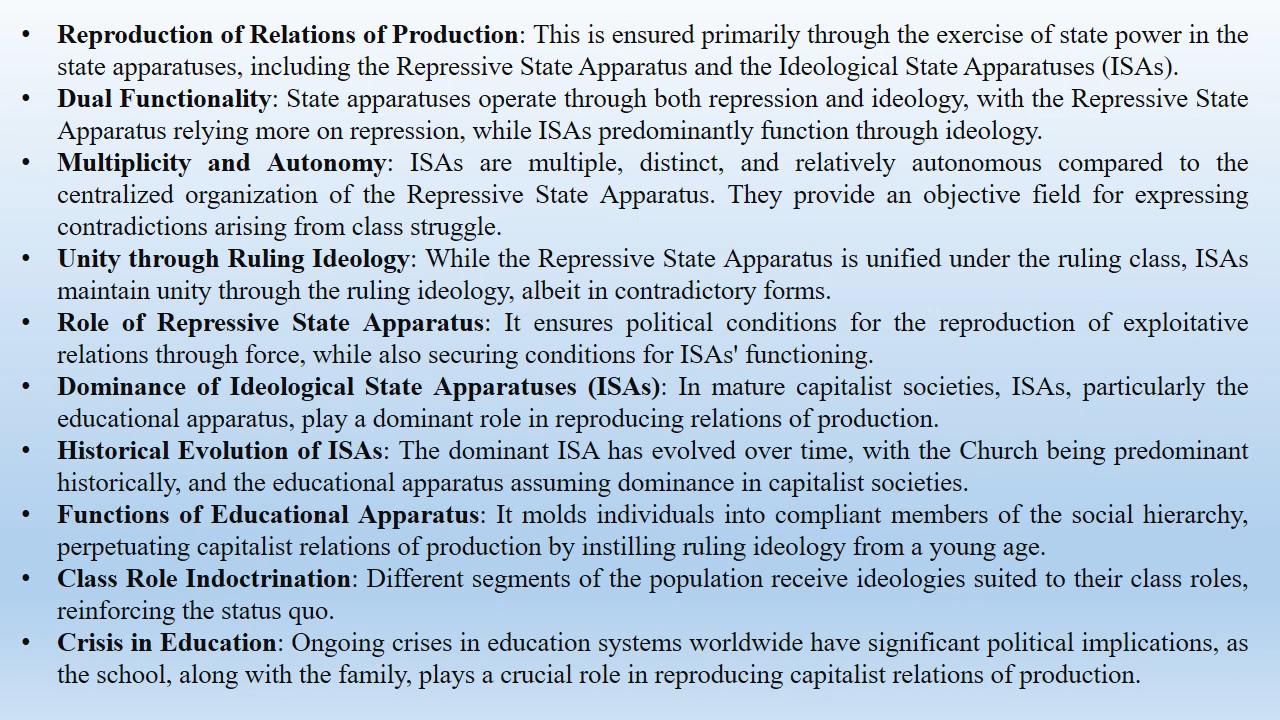 • Reproduction of Relations of Production: This is ensured primarily through the exercise of state power in the
state apparatuses, including the Repressive State Apparatus and the Ideological State Apparatuses (ISAs).
• Dual Functionality: State apparatuses operate through both repression and ideology, with the Repressive State
Apparatus relying more on repression, while ISAs predominantly function through ideology.
• Multiplicity and Autonomy: ISAs are multiple, distinct, and relatively autonomous compared to the
centralized organization of the Repressive State Apparatus. They provide an objective field for expressing
contradictions arising from class struggle.
• Unity through Ruling Ideology: While the Repressive State Apparatus is unified under the ruling class, ISAs
maintain unity through the ruling ideology, albeit in contradictory forms.
• Role of Repressive State Apparatus: It ensures political conditions for the reproduction of exploitative
relations through force, while also securing conditions for ISAs' functioning.
• Dominance of Ideological State Apparatuses (ISAs): In mature capitalist societies, ISAs, particularly the
educational apparatus, play a dominant role in reproducing relations of production.
• Historical Evolution of ISAs: The dominant ISA has evolved over time, with the Church being predominant
historically, and the educational apparatus assuming dominance in capitalist societies.
• Functions of Educational Apparatus: It molds individuals into compliant members of the social hierarchy,
perpetuating capitalist relations of production by instilling ruling ideology from a young age.
• Class Role Indoctrination: Different segments of the population receive ideologies suited to their class roles,
reinforcing the status quo.
• Crisis in Education: Ongoing crises in education systems worldwide have significant political implications, as
the school, along with the family, plays a crucial role in reproducing capitalist relations of production.